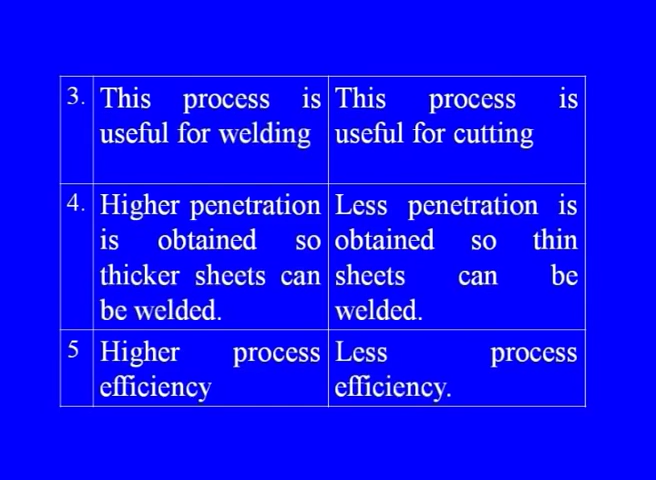 3. This process is This process is
useful for welding useful for cutting
4. Higher penetration Less penetration is
is obtained so obtained so thin
thicker sheets can sheets can be
be welded. welded.
5 Higher process Less process
efficiency efficiency.